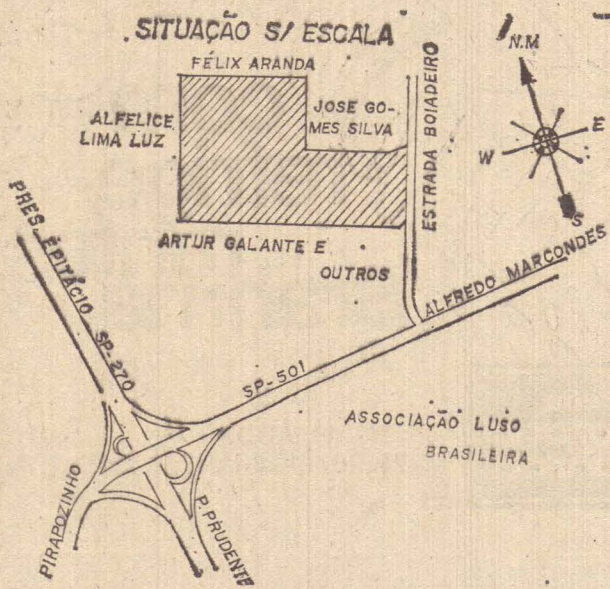 SITUAÇÃO S/ ESCALA
FÉLIX ARANDA
N.M
ALFELICE
LIMA LUZ
JOSE GO-
MES SILVA
ESTRADA BOIADEIRO
W
E
S
ARTUR GALANTE E
OUTROS
PRES. EPITÁCIO SP-270
ALFREDO MARCONDES
SP-501
ASSOCIAÇÃO LUSO
BRASILEIRA
PIRAPOZINHO
P. PRUDENTE